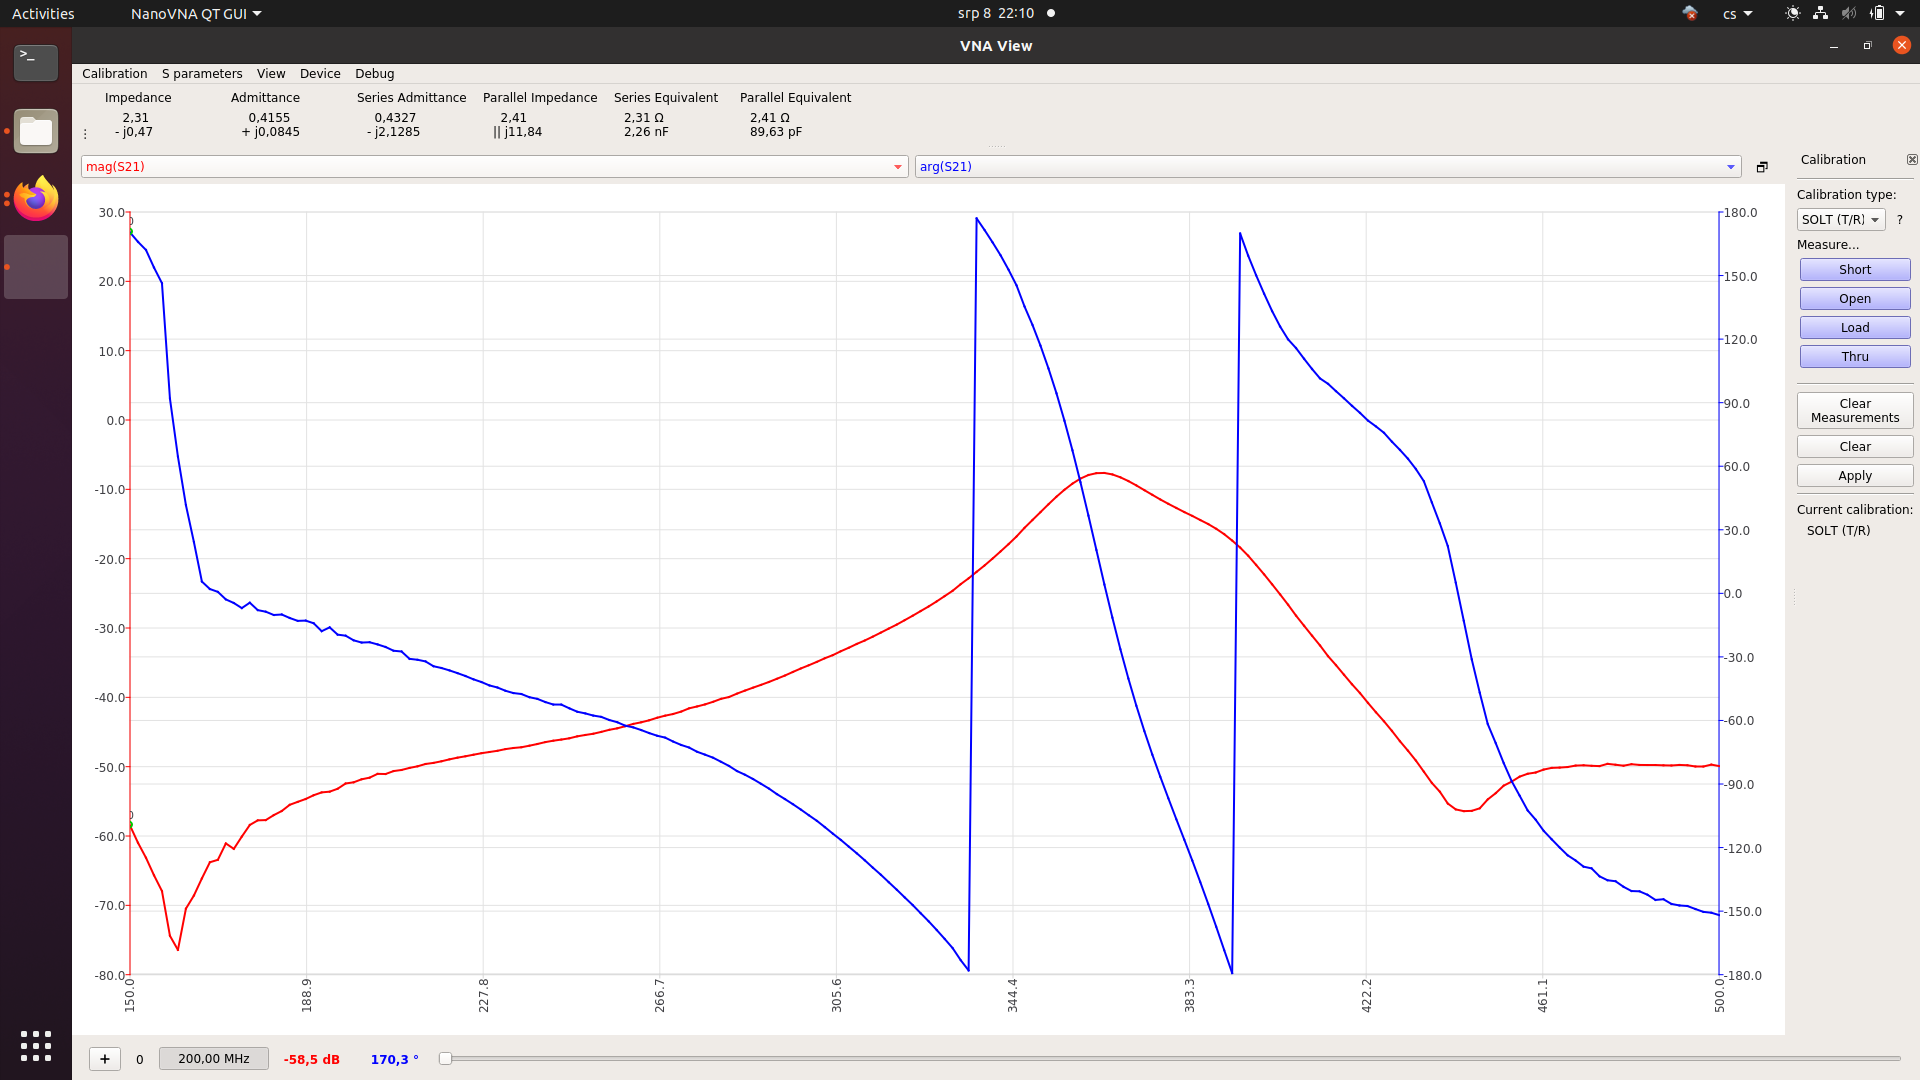 Activities
NanoVNA QT GUI
srp 8 22:10
cs
VNA View
Calibration S parameters View Device Debug
Impedance Admittance Series Admittance Parallel Impedance Series Equivalent Parallel Equivalent
2,31 0,4155 0,4327 2,41 2,31 Ω 2,41 Ω
- j0,47 + j0,0845 - j2,1285 || j11,84 2,26 nF 89,63 pF
mag(S21)
arg(S21)
30.0
20.0
10.0
0.0
-10.0
-20.0
-30.0
-40.0
-50.0
-60.0
-70.0
-80.0
0
0
180.0
150.0
120.0
90.0
60.0
30.0
0.0
-30.0
-60.0
-90.0
-120.0
-150.0
-180.0
150.0
188.9
227.8
266.7
305.6
344.4
383.3
422.2
461.1
500.0
Calibration
Calibration type:
SOLT (T/R) ?
Measure...
Short
Open
Load
Thru
Clear
Measurements
Clear
Apply
Current calibration:
SOLT (T/R)
+ 0 200,00 MHz -58,5 dB 170,3 °